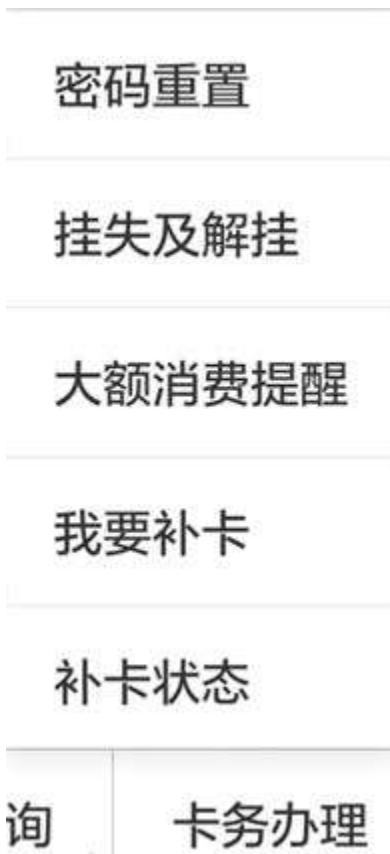 密码重置
挂失及解挂
大额消费提醒
我要补卡
补卡状态
询 卡务办理